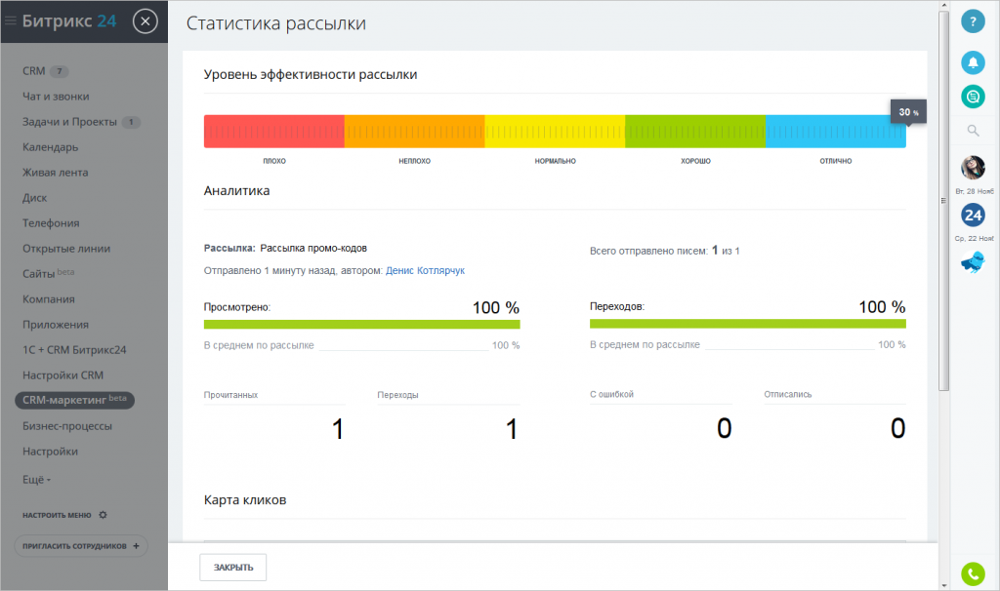 Битрикс 24
CRM 7
Чат и звонки
Задачи и Проекты 1
Календарь
Живая лента
Диск
Телефония
Открытые линии
Сайты beta
Компания
Приложения
1С + CRM Битрикс24
Настройки CRM
CRM-маркетинг beta
Бизнес-процессы
Настройки
Ещё
НАСТРОИТЬ МЕНЮ
ПРИГЛАСИТЬ СОТРУДНИКОВ +
Статистика рассылки
Уровень эффективности рассылки
30 %
ПЛОХО НЕПЛОХО НОРМАЛЬНО ХОРОШО ОТЛИЧНО
Аналитика
Рассылка: Рассылка промо-кодов
Всего отправлено писем: 1 из 1
Отправлено 1 минуту назад, автором: Денис Котлярчук
Просмотрено: 100 %
Переходов: 100 %
В среднем по рассылке 100 %
В среднем по рассылке 100 %
Прочитанных Переходы С ошибкой Отписались
1 1 0 0
Карта кликов
ЗАКРЫТЬ
?
Вт, 28 Нояб
24
Ср, 22 Нояб